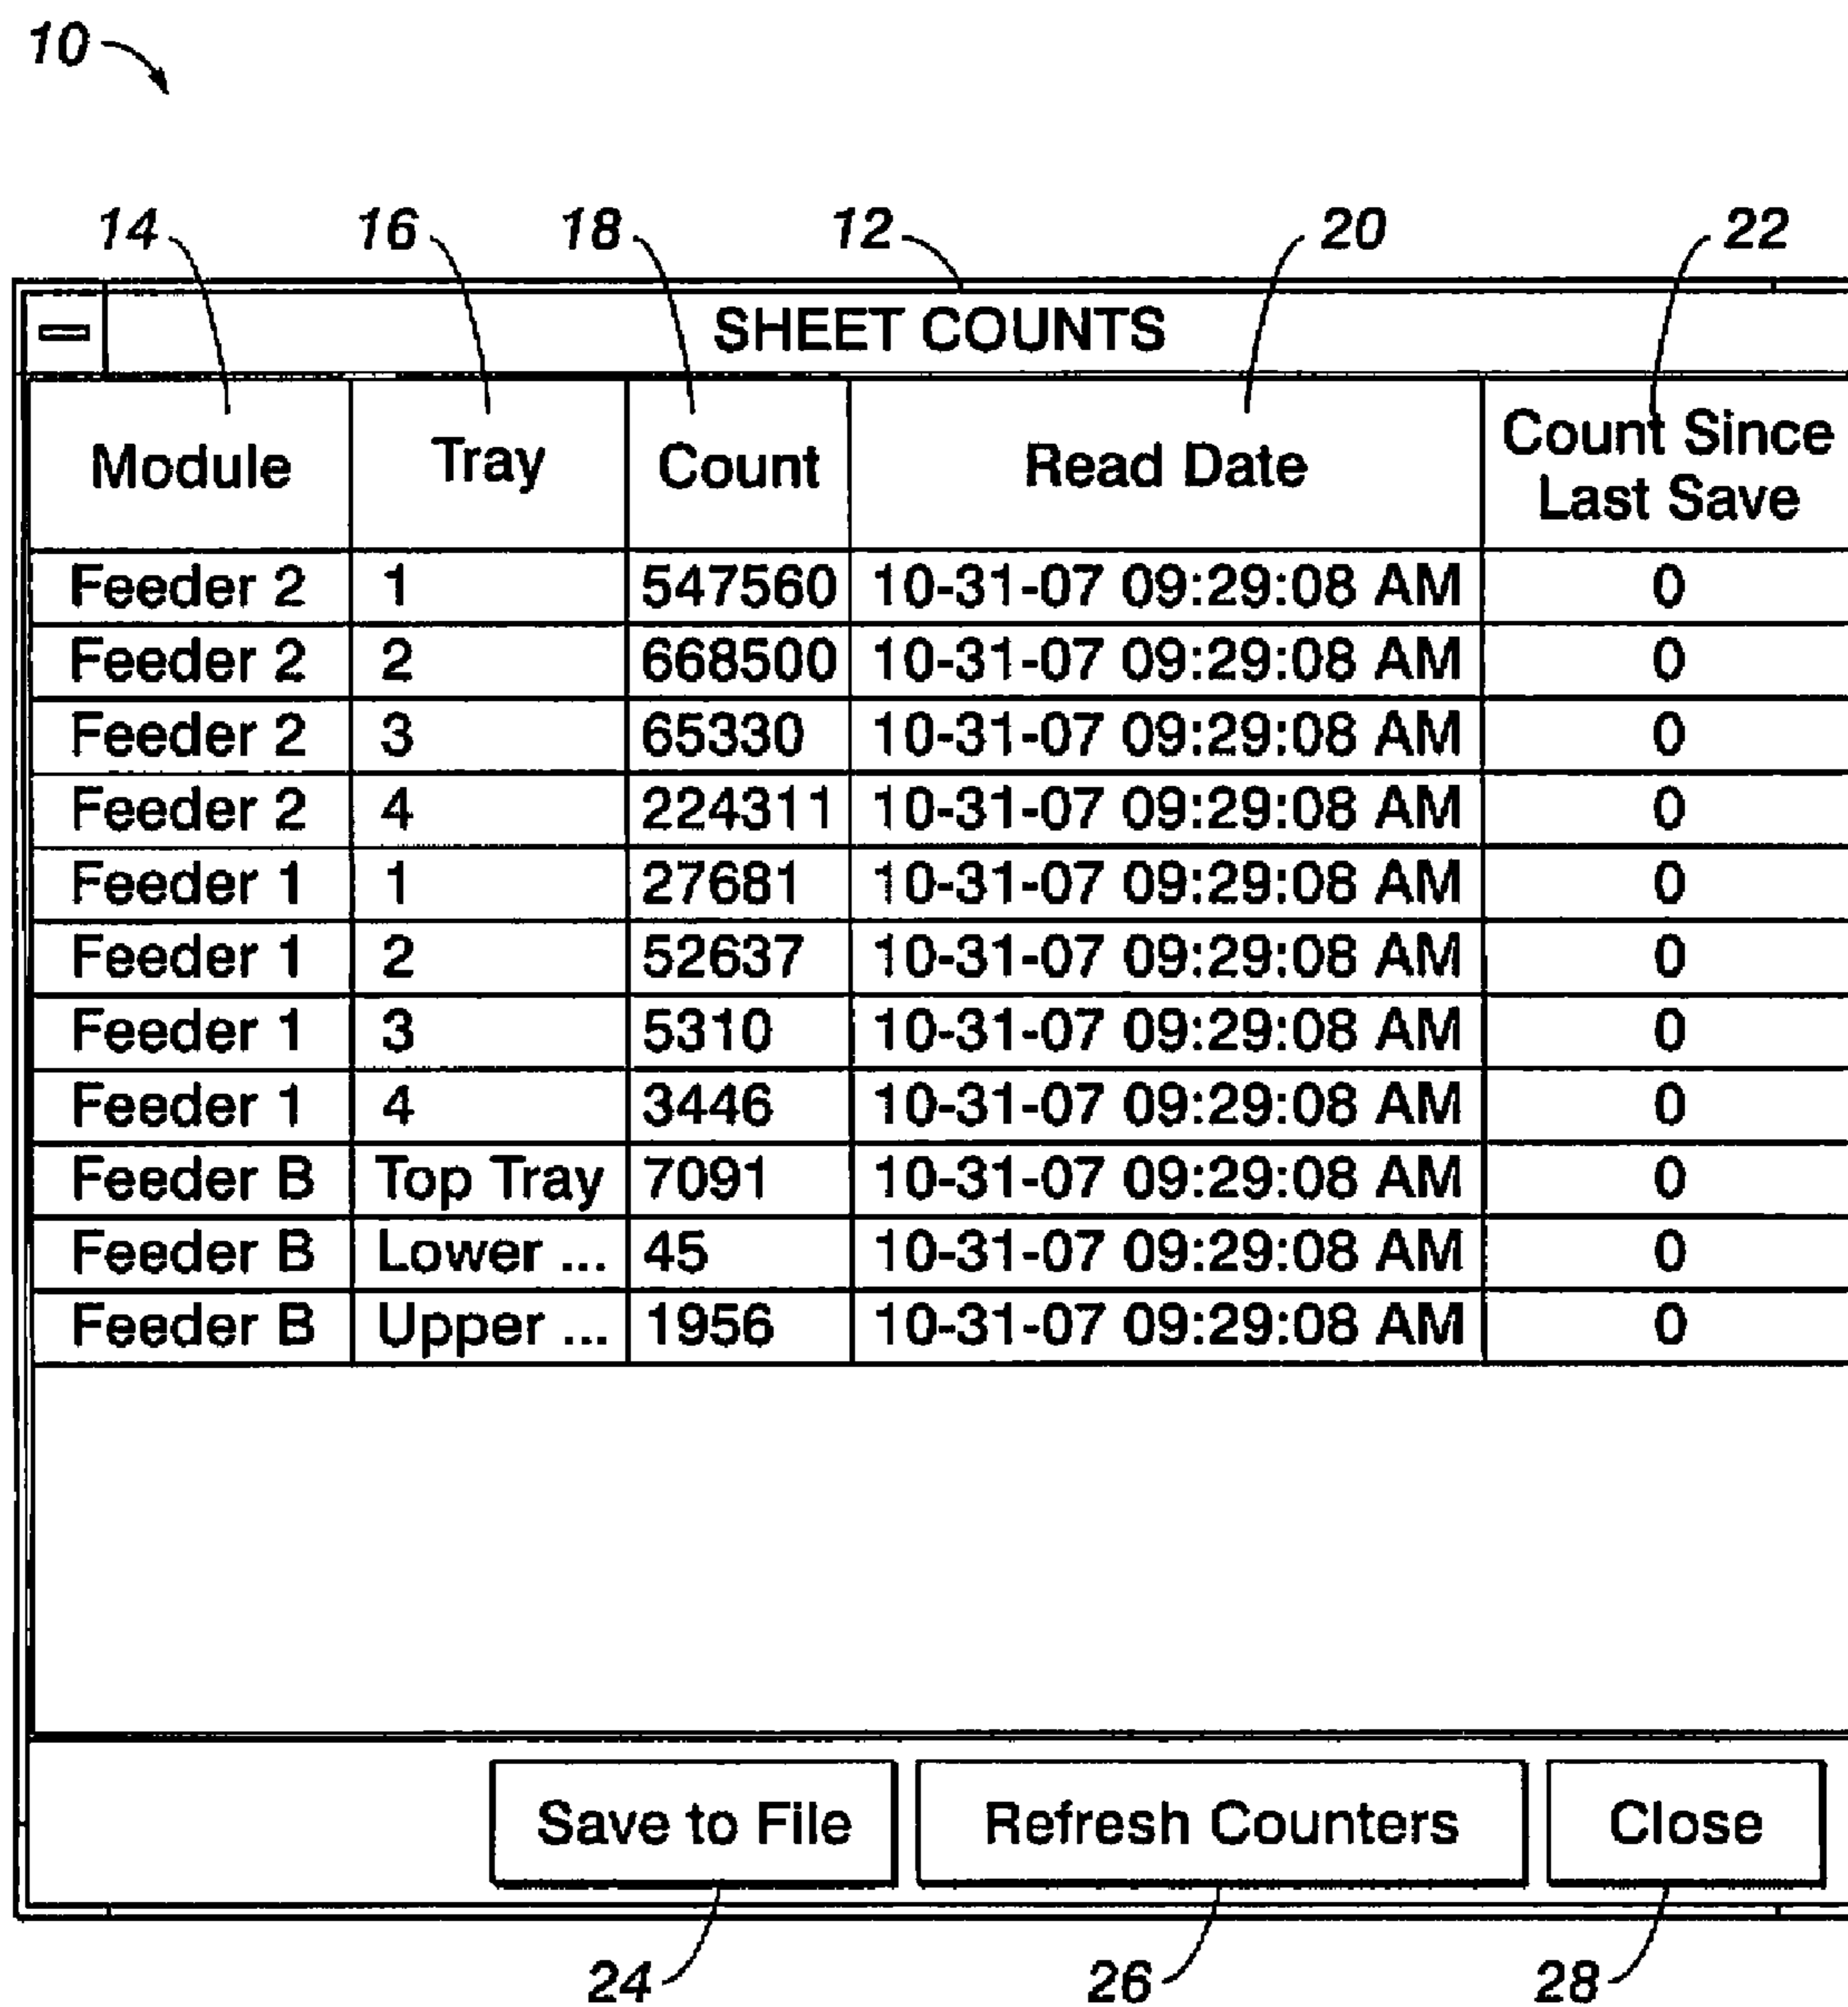 10
14 16 18 12 20 22
SHEET COUNTS
Module Tray Count Read Date Count Since Last Save
Feeder 2 1 547560 10-31-07 09:29:08 AM 0
Feeder 2 2 668500 10-31-07 09:29:08 AM 0
Feeder 2 3 65330 10-31-07 09:29:08 AM 0
Feeder 2 4 224311 10-31-07 09:29:08 AM 0
Feeder 1 1 27681 10-31-07 09:29:08 AM 0
Feeder 1 2 52637 10-31-07 09:29:08 AM 0
Feeder 1 3 5310 10-31-07 09:29:08 AM 0
Feeder 1 4 3446 10-31-07 09:29:08 AM 0
Feeder B Top Tray 7091 10-31-07 09:29:08 AM 0
Feeder B Lower ... 45 10-31-07 09:29:08 AM 0
Feeder B Upper ... 1956 10-31-07 09:29:08 AM 0
Save to File Refresh Counters Close
24 26 28